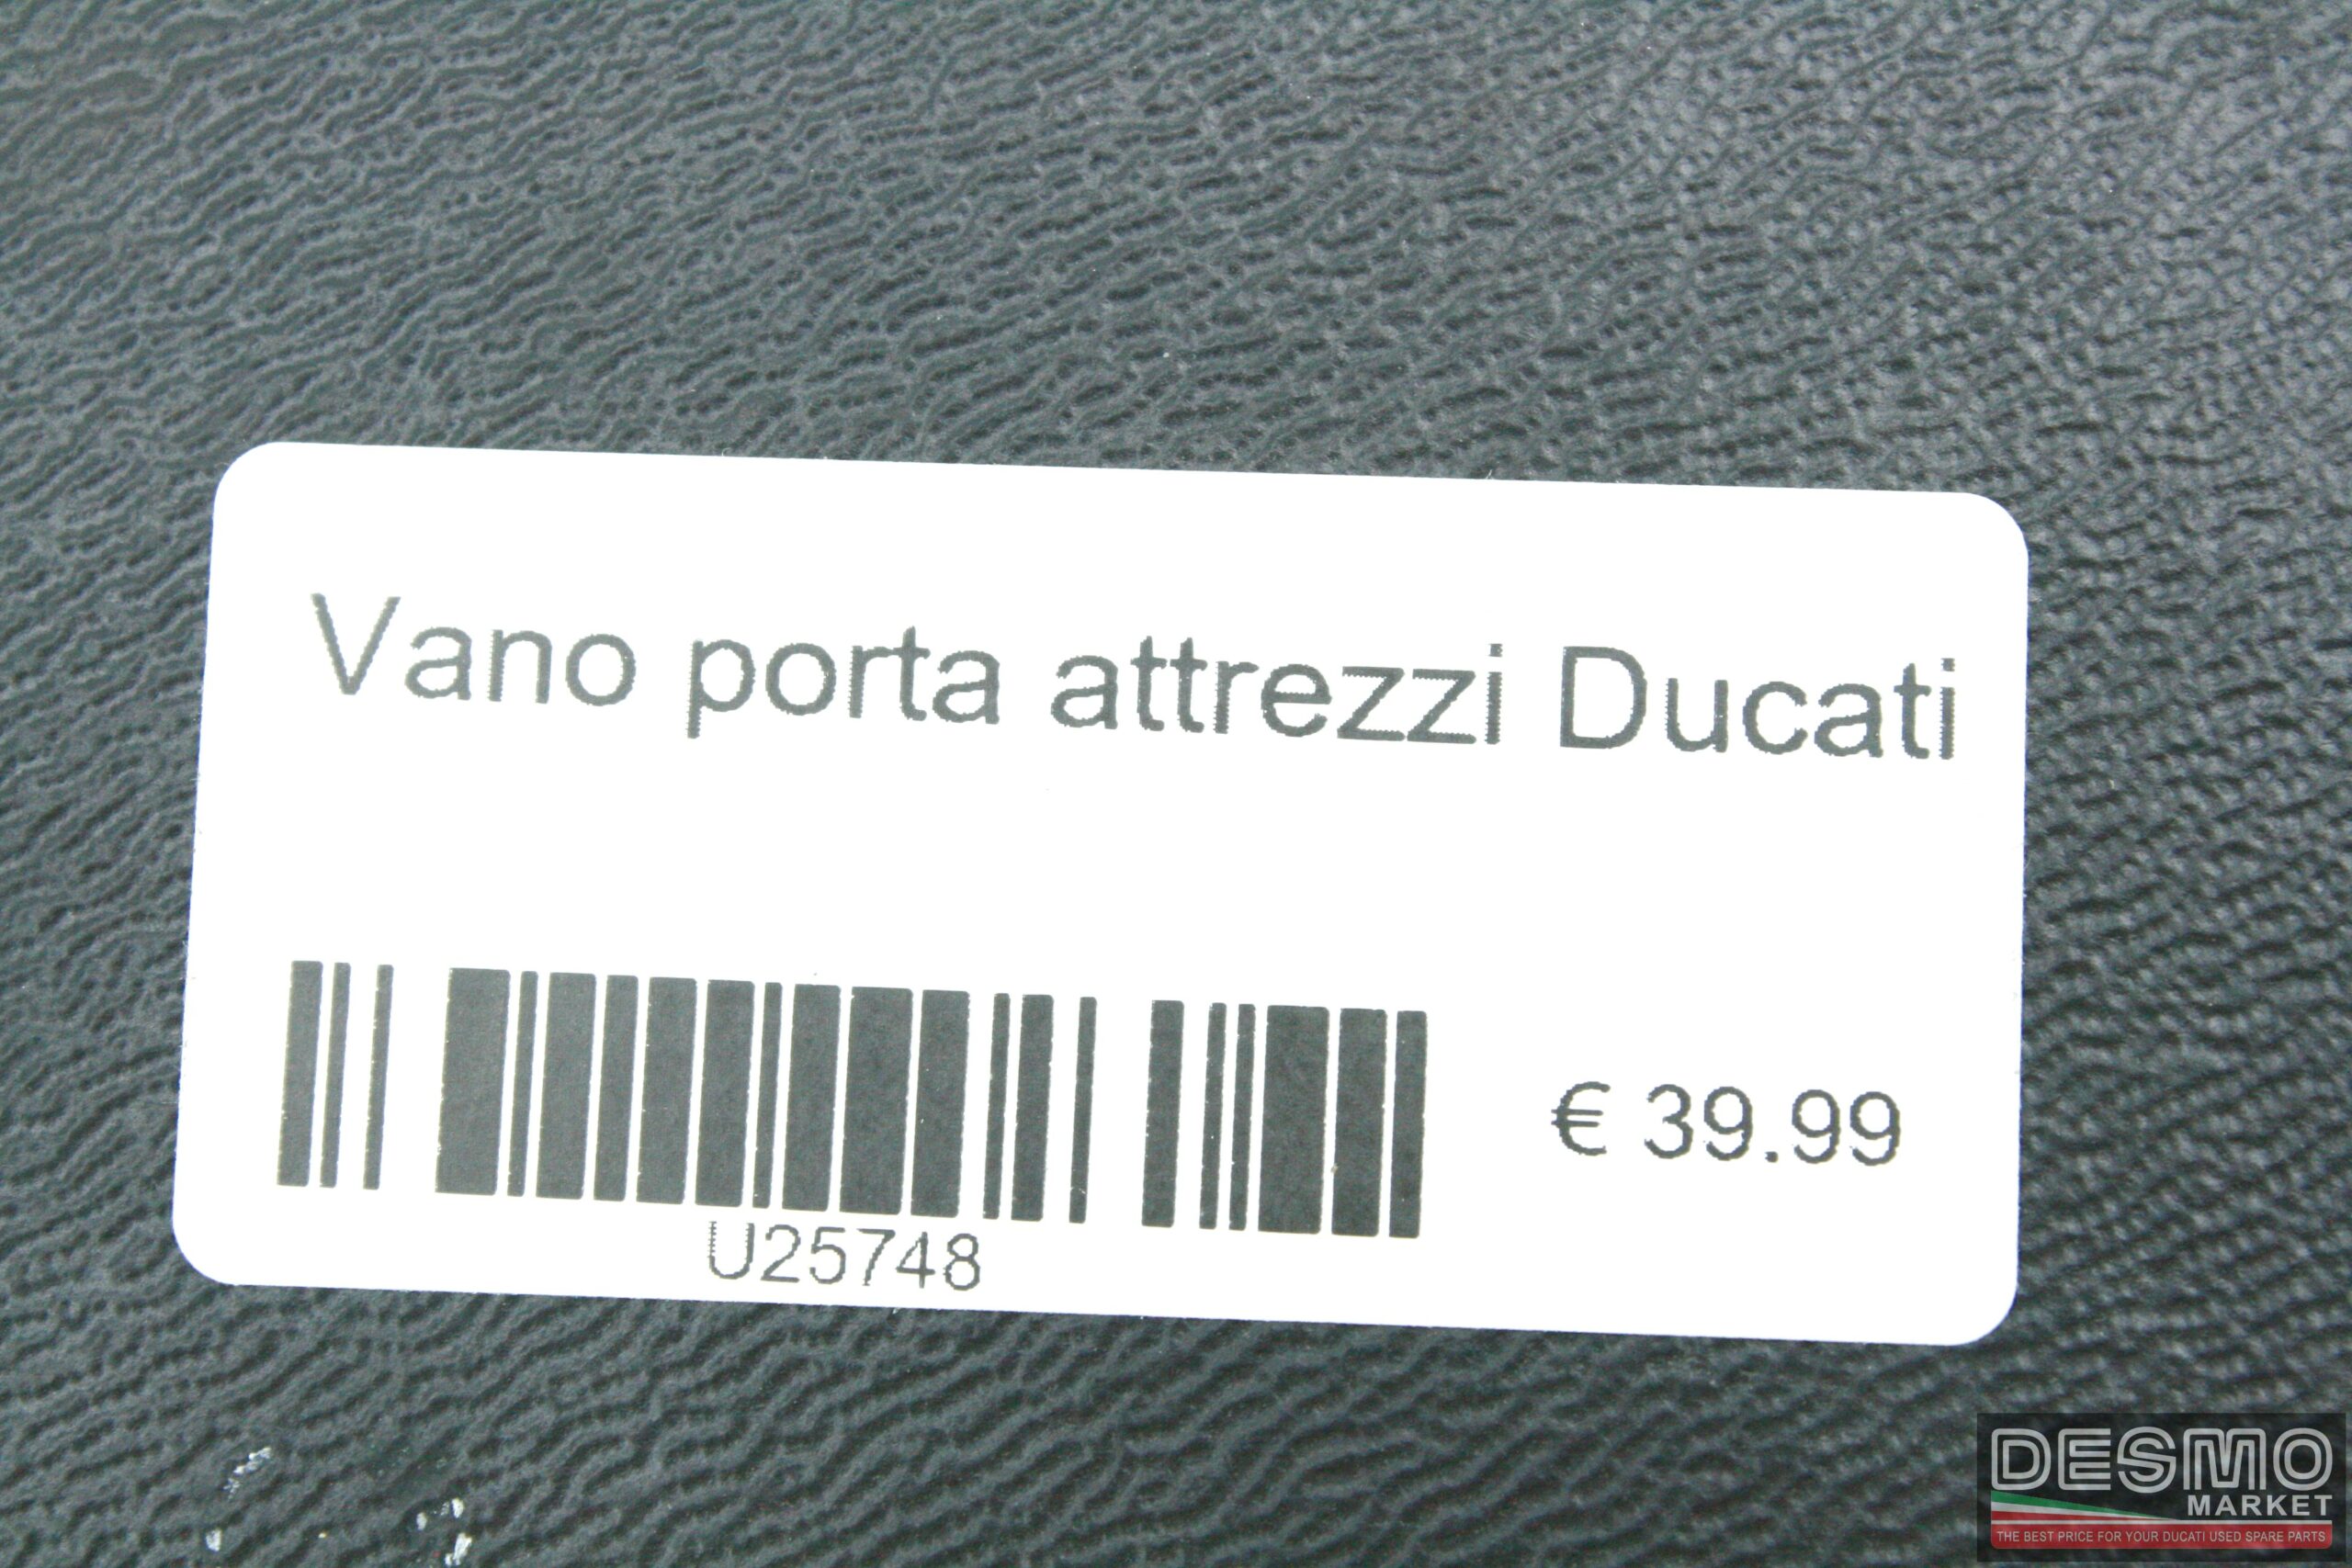 Vano porta attrezzi Ducati
€ 39.99
U25748
DESMO
MARKET
THE BEST PRICE FOR YOUR DUCATI USED SPARE PARTS